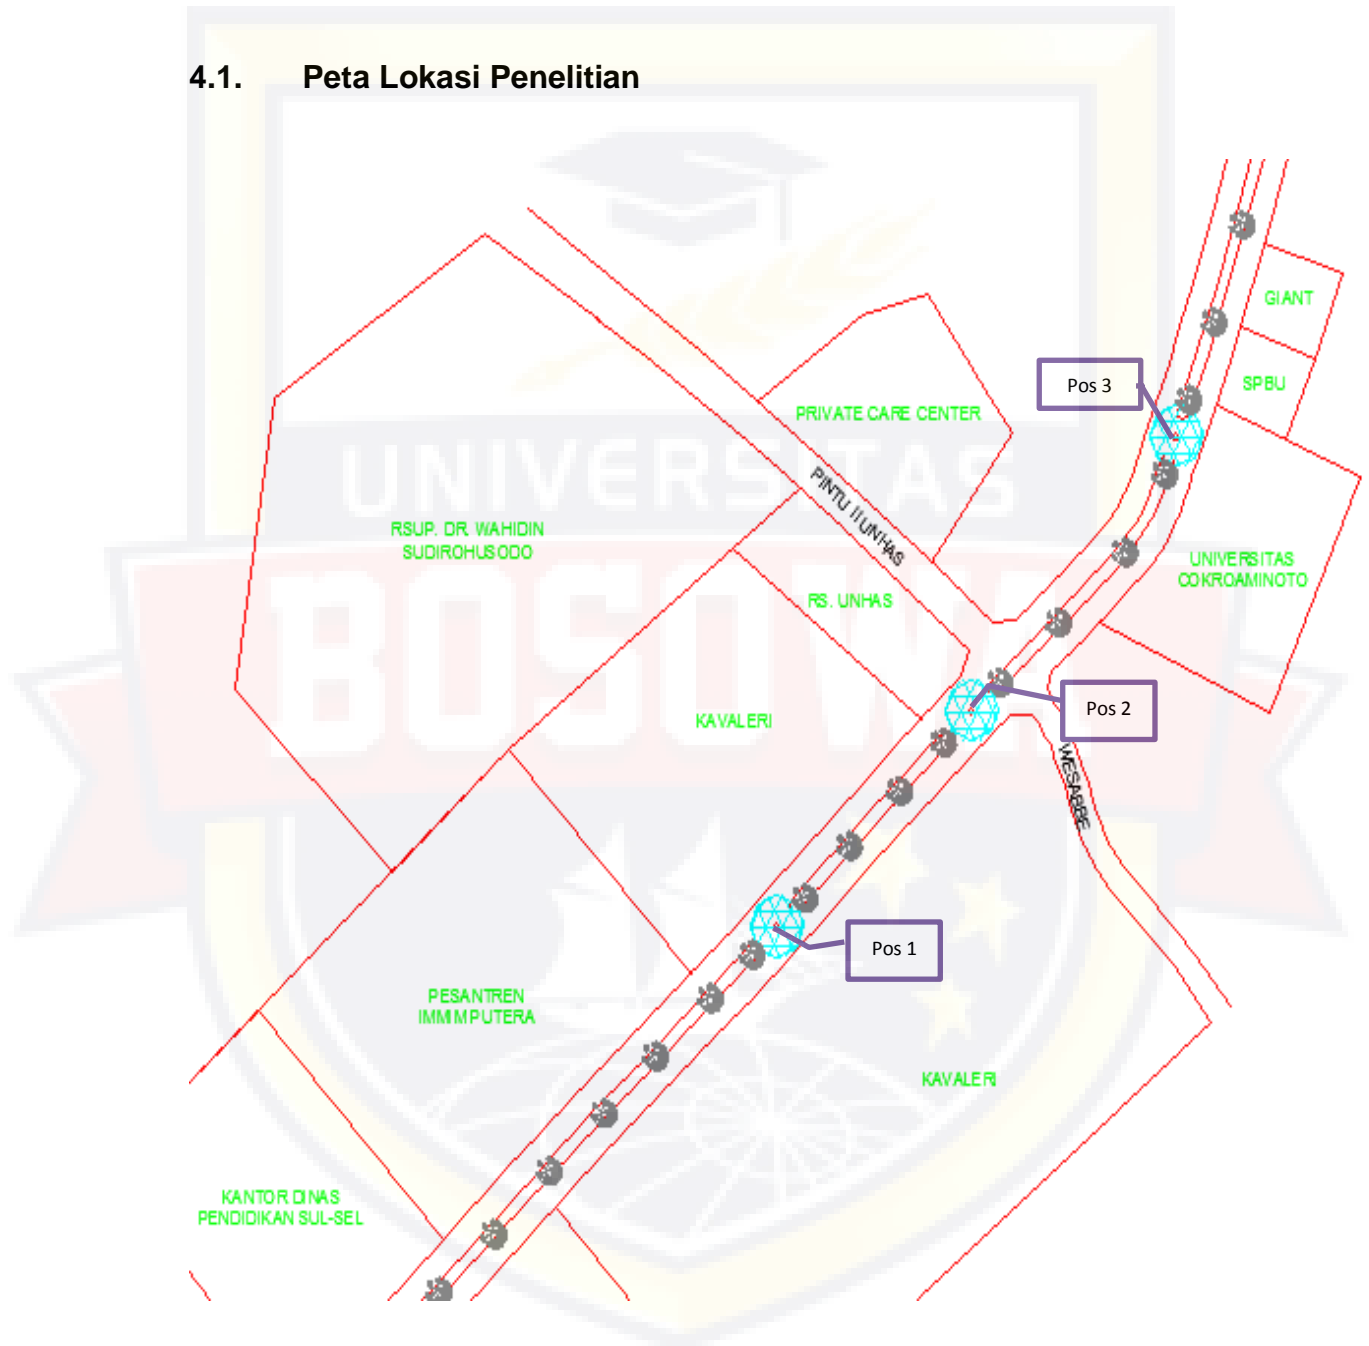 4.1. Peta Lokasi Penelitian
GIANT
SPBU
Pos 3
PRIVATE CARE CENTER
PINTU II UNHAS
RSUP. DR. WAHIDIN
SUDIROHUSODO
UNIVERSITAS
COKROAMINOTO
RS. UNHAS
KAVALERI
Pos 2
WESABBE
Pos 1
PESANTREN
IMMIM PUTERA
KAVALERI
KANTOR DINAS
PENDIDIKAN SUL-SEL
UNIVERSITAS
BOSOWA